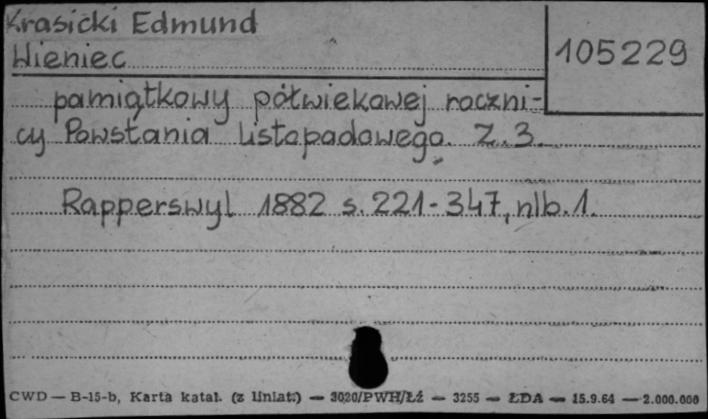 Krasicki Edmund
Wieniec
105229
pamiątkowy półwiekowej roczni-
cy Powstania Listopadowego. Z. 3.
Rapperswyl 1882 s. 221-347, nlb. 1.
CWD — B-15-b, Karta katal. (z liniat.) — 3020/PWH/Łź — 3255 — ŁDA — 15.9.64 — 2.000.000